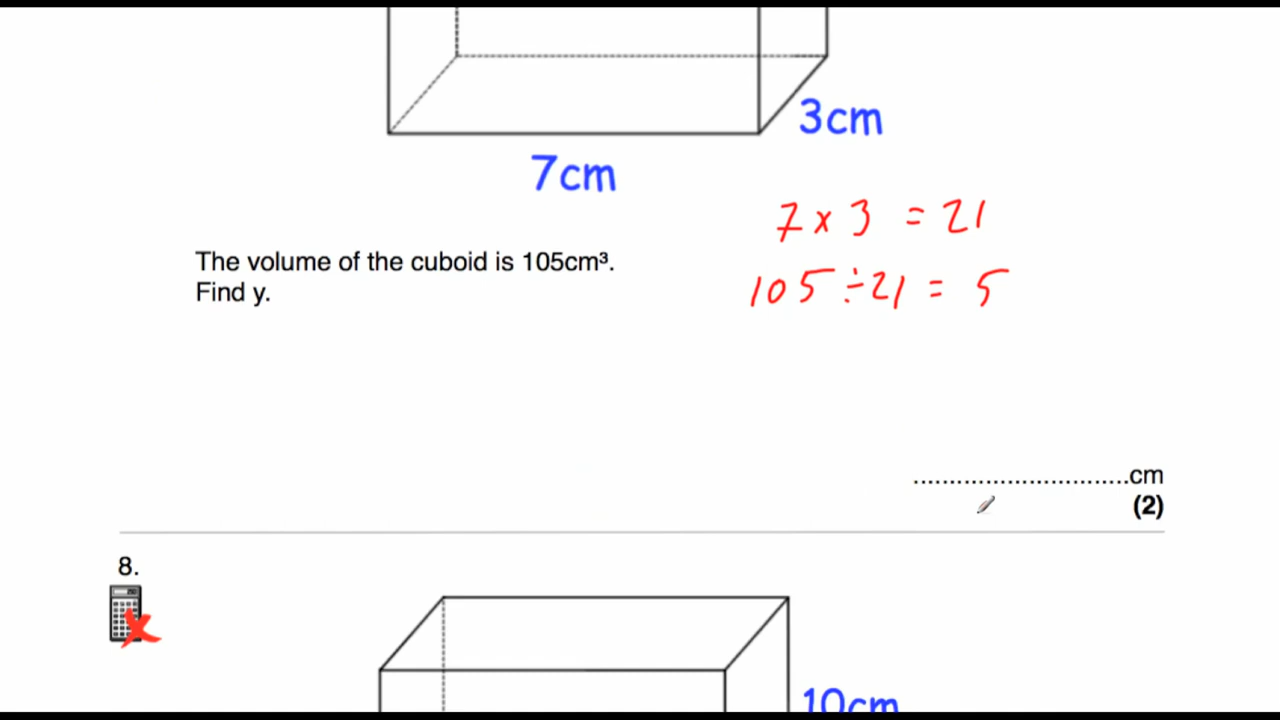 3cm
7cm
7 x 3 = 21
The volume of the cuboid is 105cm³.
Find y.
105 ÷ 21 = 5
..............................cm
(2)
8.
10cm